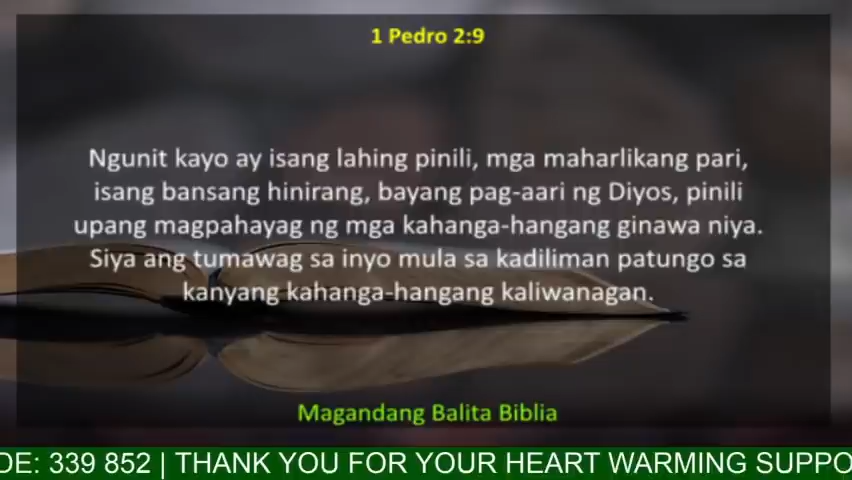 1 Pedro 2:9
Ngunit kayo ay isang lahing pinili, mga maharlikang pari,
isang bansang hinirang, bayang pag-aari ng Diyos, pinili
upang magpahayag ng mga kahanga-hangang ginawa niya.
Siya ang tumawag sa inyo mula sa kadiliman patungo sa
kanyang kahanga-hangang kaliwanagan.
Magandang Balita Biblia
DE: 339 852 | THANK YOU FOR YOUR HEART WARMING SUPPO